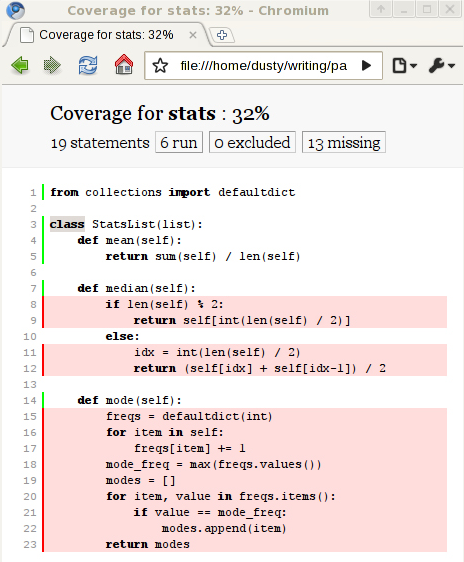 Coverage for stats: 32% - Chromium
Coverage for stats: 32%
file:///home/dusty/writing/pa
Coverage for stats : 32%
19 statements 6 run 0 excluded 13 missing
1 from collections import defaultdict
2
3 class StatsList(list):
4     def mean(self):
5         return sum(self) / len(self)
6
7     def median(self):
8         if len(self) % 2:
9             return self[int(len(self) / 2)]
10         else:
11             idx = int(len(self) / 2)
12             return (self[idx] + self[idx-1]) / 2
13
14     def mode(self):
15         freqs = defaultdict(int)
16         for item in self:
17             freqs[item] += 1
18         mode_freq = max(freqs.values())
19         modes = []
20         for item, value in freqs.items():
21             if value == mode_freq:
22                 modes.append(item)
23         return modes